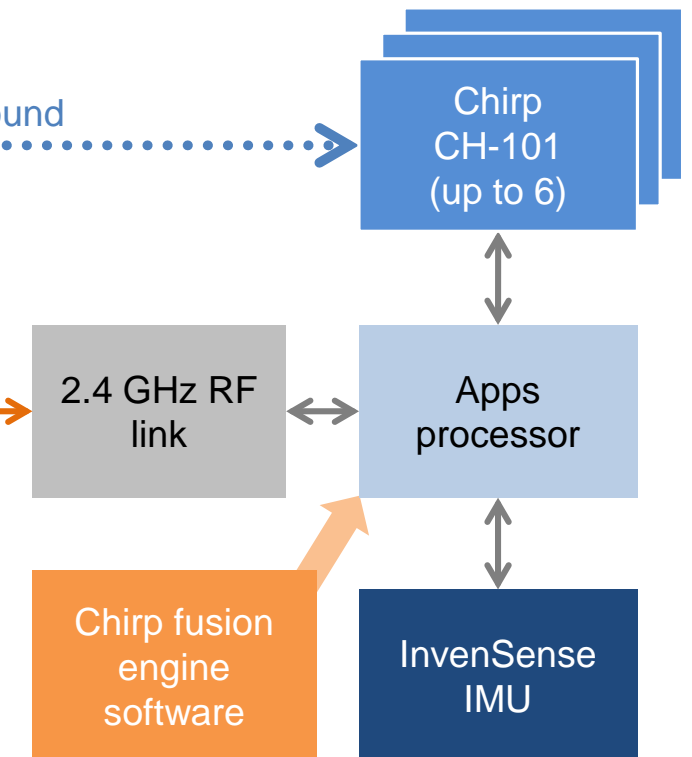 Chirp
CH-101
(up to 6)
2.4 GHz RF
link
Apps
processor
Chirp fusion
engine
software
InvenSense
IMU